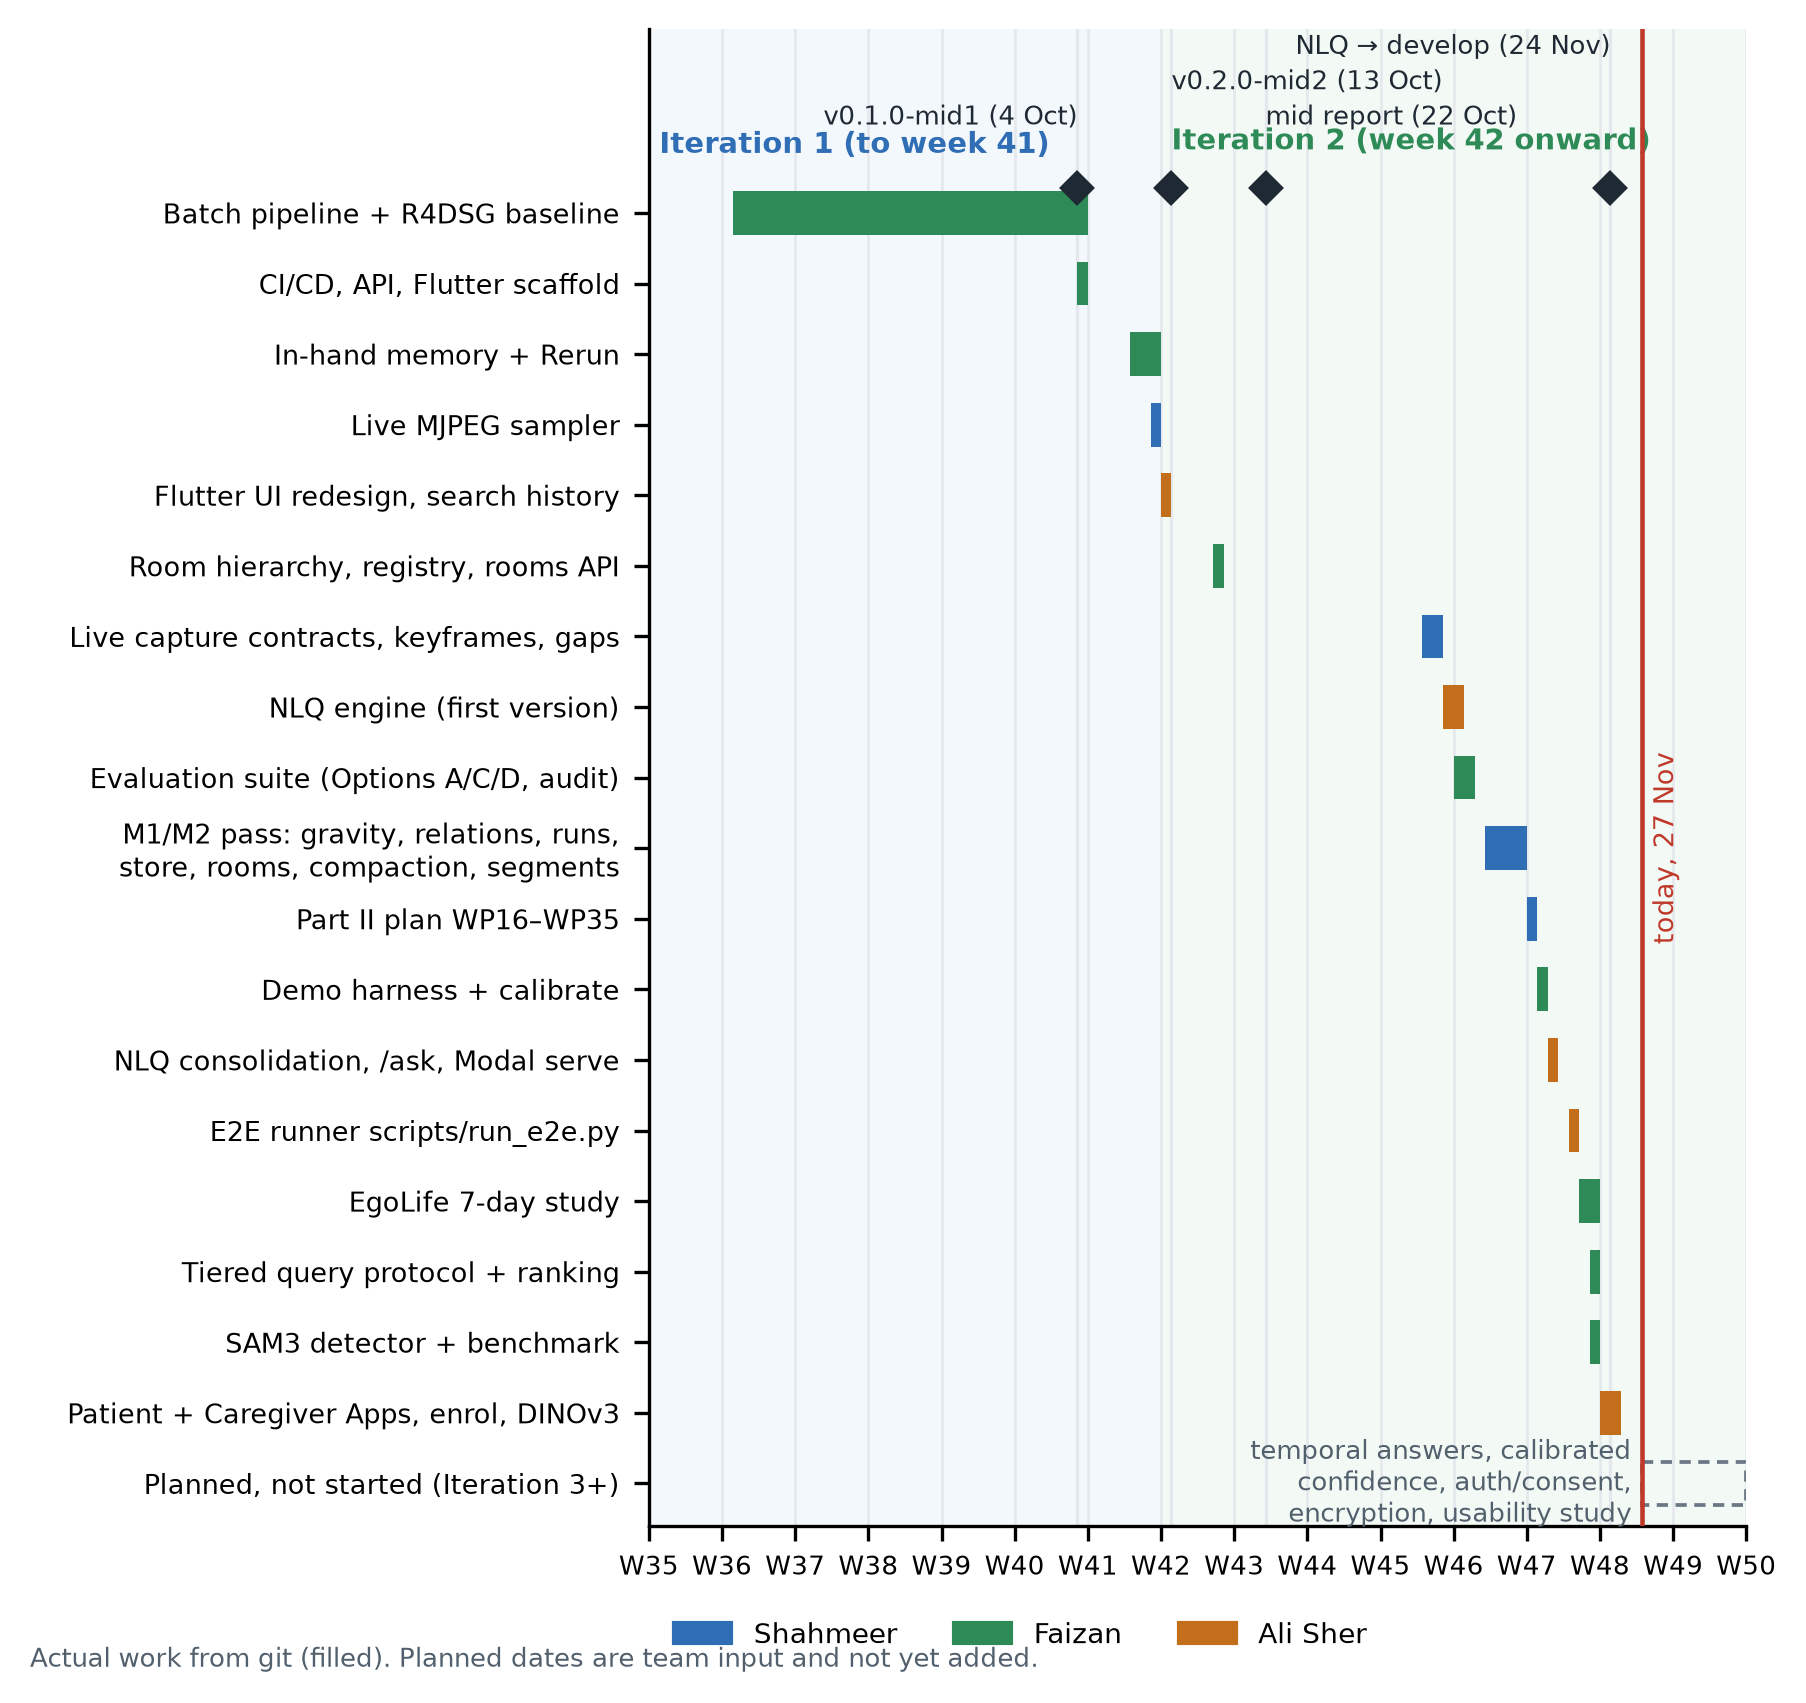 NLQ → develop (24 Nov)
v0.2.0-mid2 (13 Oct)
v0.1.0-mid1 (4 Oct)
mid report (22 Oct)
Iteration 1 (to week 41)
Iteration 2 (week 42 onward)
Batch pipeline + R4DSG baseline
CI/CD, API, Flutter scaffold
In-hand memory + Rerun
Live MJPEG sampler
Flutter UI redesign, search history
Room hierarchy, registry, rooms API
Live capture contracts, keyframes, gaps
NLQ engine (first version)
Evaluation suite (Options A/C/D, audit)
M1/M2 pass: gravity, relations, runs,
store, rooms, compaction, segments
today, 27 Nov
Part II plan WP16–WP35
Demo harness + calibrate
NLQ consolidation, /ask, Modal serve
E2E runner scripts/run_e2e.py
EgoLife 7-day study
Tiered query protocol + ranking
SAM3 detector + benchmark
Patient + Caregiver Apps, enrol, DINOv3
Planned, not started (Iteration 3+)
temporal answers, calibrated
confidence, auth/consent,
encryption, usability study
W35 W36 W37 W38 W39 W40 W41 W42 W43 W44 W45 W46 W47 W48 W49 W50
Shahmeer Faizan Ali Sher
Actual work from git (filled). Planned dates are team input and not yet added.